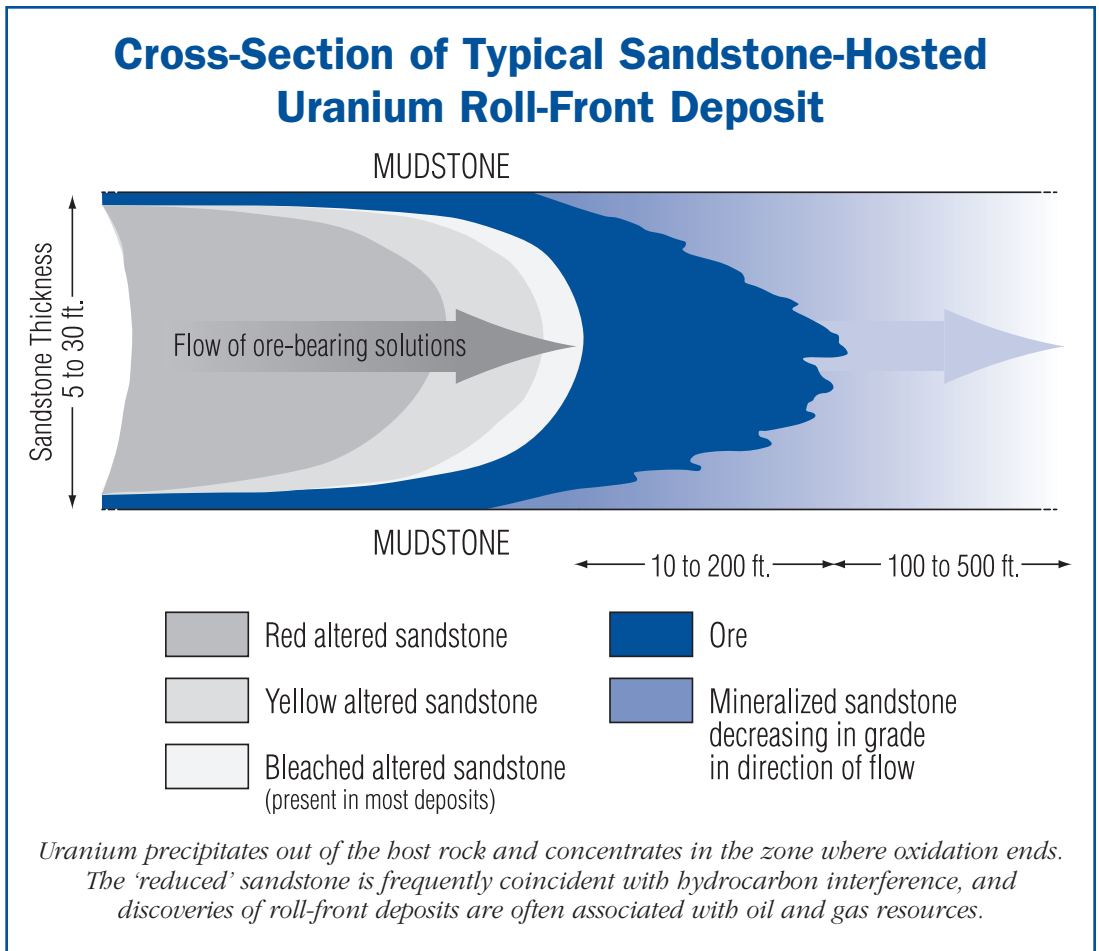 Cross-Section of Typical Sandstone-Hosted
Uranium Roll-Front Deposit
MUDSTONE
Sandstone Thickness
5 to 30 ft.
Flow of ore-bearing solutions
MUDSTONE
10 to 200 ft.
100 to 500 ft.
Red altered sandstone
Yellow altered sandstone
Bleached altered sandstone
(present in most deposits)
Ore
Mineralized sandstone
decreasing in grade
in direction of flow
Uranium precipitates out of the host rock and concentrates in the zone where oxidation ends.
The ‘reduced’ sandstone is frequently coincident with hydrocarbon interference, and
discoveries of roll-front deposits are often associated with oil and gas resources.